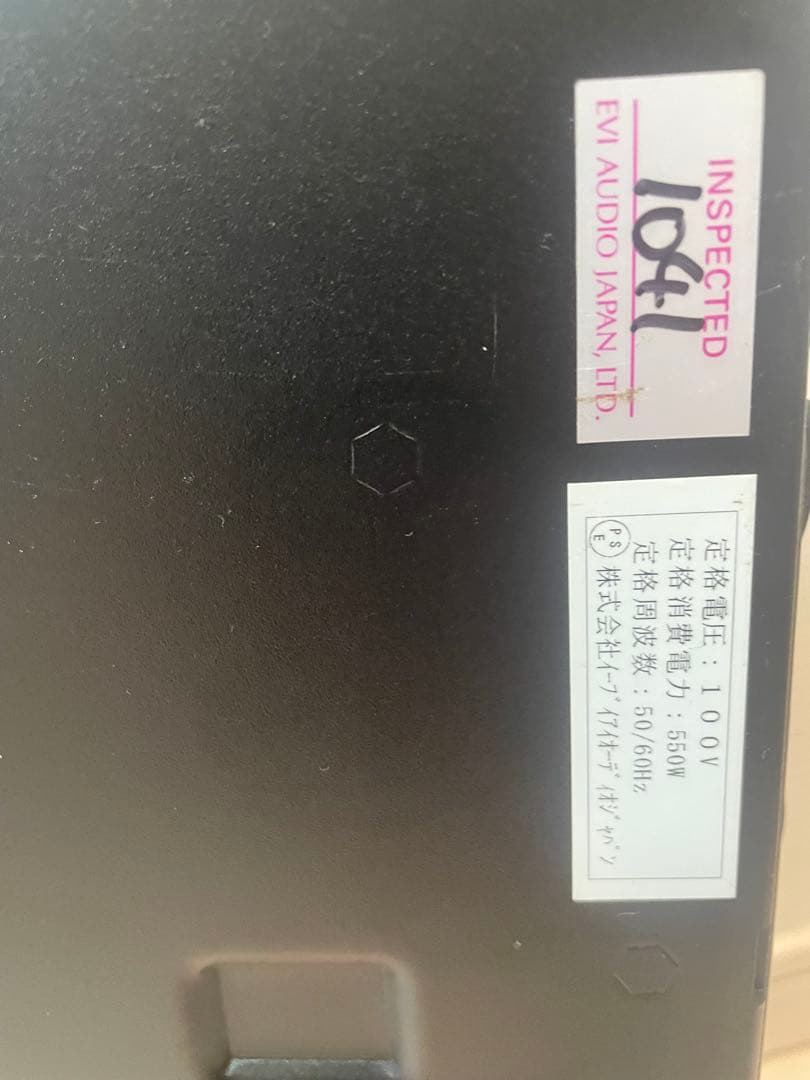 INSPECTED
1041
EVI AUDIO JAPAN, LTD.
定格電圧：１００V
定格消費電力：550W
定格周波数：50/60Hz
PSE 株式会社ｲｰﾌﾞｲｱｲｵｰﾃﾞｨｵｼﾞｬﾊﾟﾝ